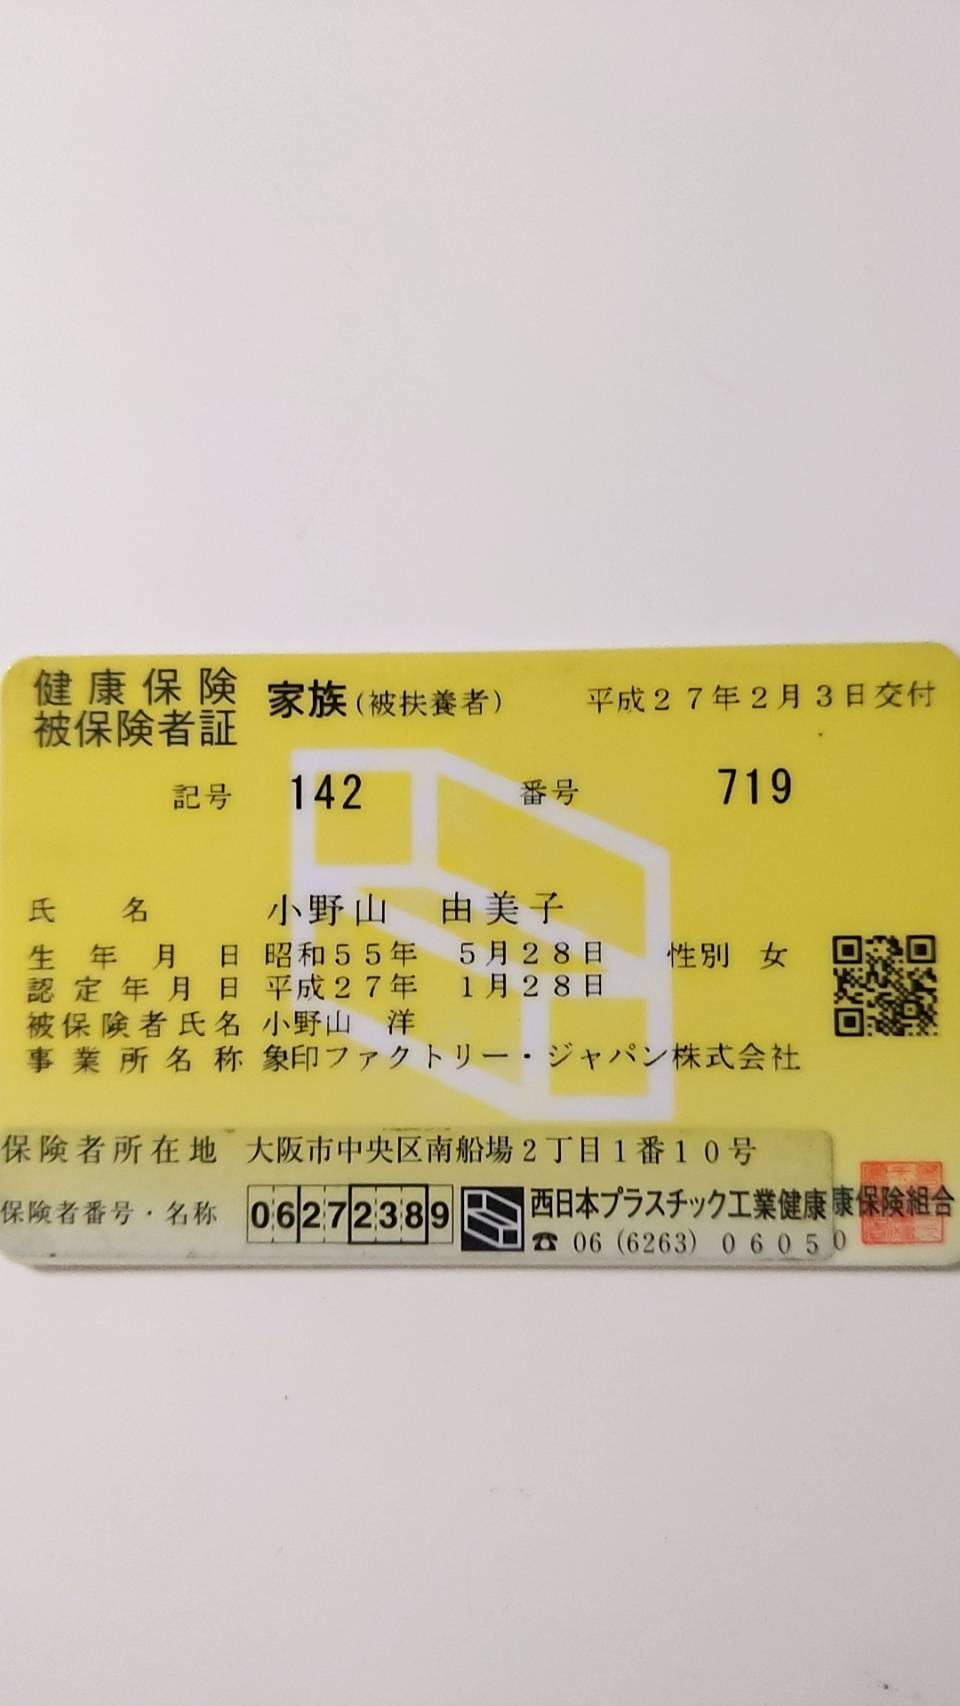 健康保険 家族(被扶養者) 平成27年2月3日交付
被保険者証
記号 142 番号 719
氏名 小野山 由美子
生年月日 昭和55年 5月28日 性別 女
認定年月日 平成27年 1月28日
被保険者氏名 小野山 洋
事業所名称 象印ファクトリー・ジャパン株式会社
保険者所在地 大阪市中央区南船場2丁目1番10号
保険者番号・名称 06272389 西日本プラスチック工業健康康保険組合
☎ 06 (6263) 06050